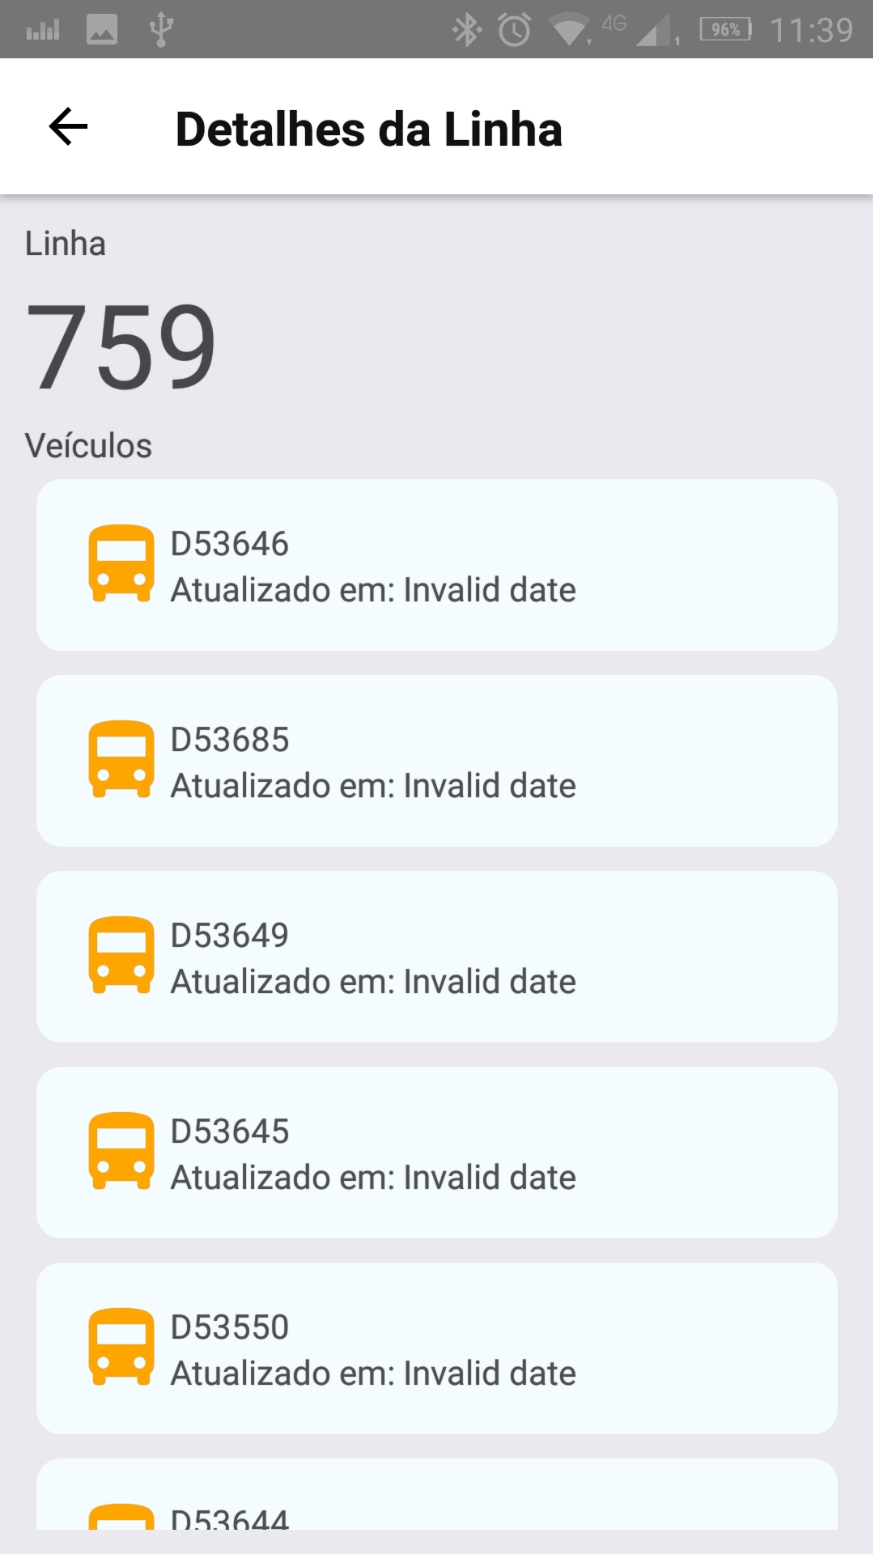 4G 1 96% 11:39
Detalhes da Linha
Linha
759
Veículos
D53646
Atualizado em: Invalid date
D53685
Atualizado em: Invalid date
D53649
Atualizado em: Invalid date
D53645
Atualizado em: Invalid date
D53550
Atualizado em: Invalid date
D53644